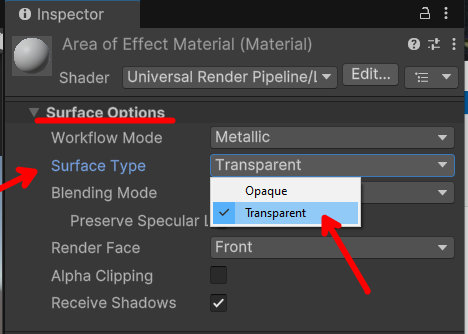 Inspector
Area of Effect Material (Material)
Shader Universal Render Pipeline/L Edit...
Surface Options
Workflow Mode Metallic
Surface Type Transparent
Opaque
Blending Mode
Transparent
Preserve Specular L
Render Face Front
Alpha Clipping
Receive Shadows